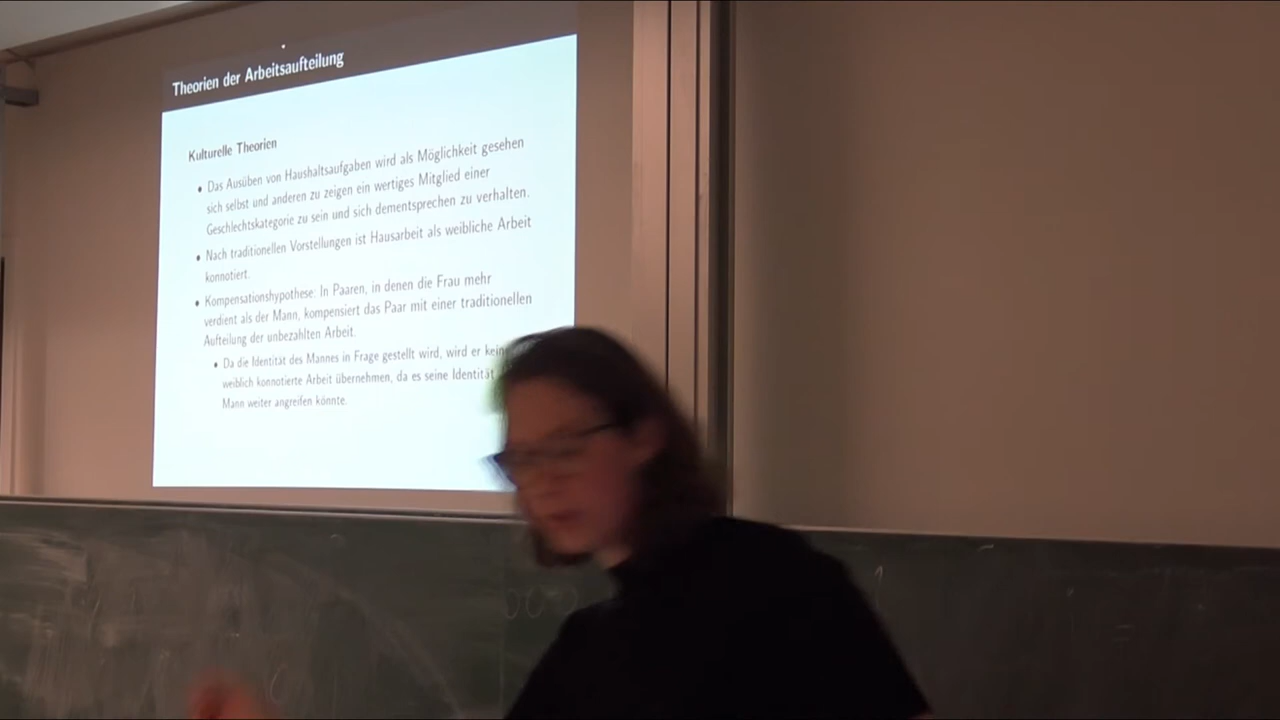 Theorien der Arbeitsaufteilung
Kulturelle Theorien
• Das Ausüben von Haushaltsaufgaben wird als Möglichkeit gesehen
sich selbst und anderen zu zeigen ein wertiges Mitglied einer
Geschlechtskategorie zu sein und sich dementsprechen zu verhalten.
• Nach traditionellen Vorstellungen ist Hausarbeit als weibliche Arbeit
konnotiert.
• Kompensationshypothese: In Paaren, in denen die Frau mehr
verdient als der Mann, kompensiert das Paar mit einer traditionellen
Aufteilung der unbezahlten Arbeit.
• Da die Identität des Mannes in Frage gestellt wird, wird er kein
weiblich konnotierte Arbeit übernehmen, da es seine Identität
Mann weiter angreifen könnte.